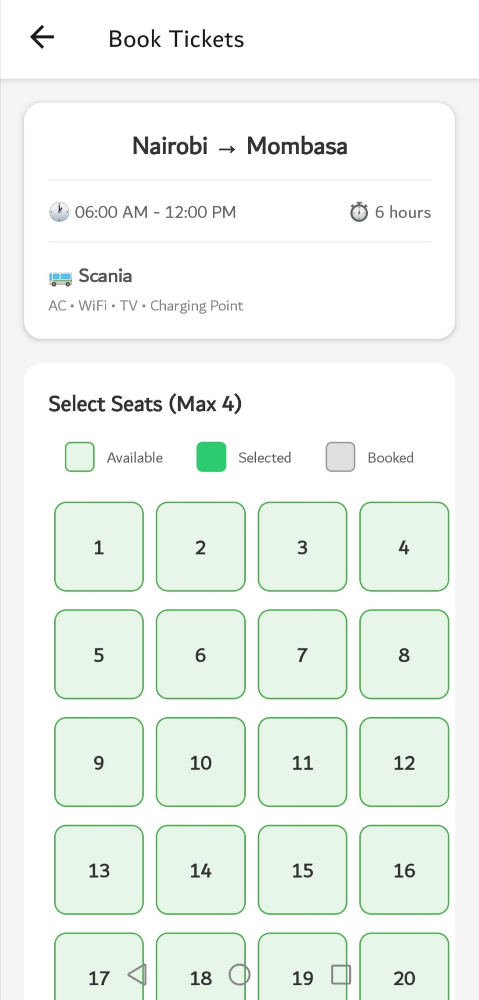 Book Tickets
Nairobi → Mombasa
06:00 AM - 12:00 PM
6 hours
Scania
AC • WiFi • TV • Charging Point
Select Seats (Max 4)
Available
Selected
Booked
1 2 3 4
5 6 7 8
9 10 11 12
13 14 15 16
17 18 19 20